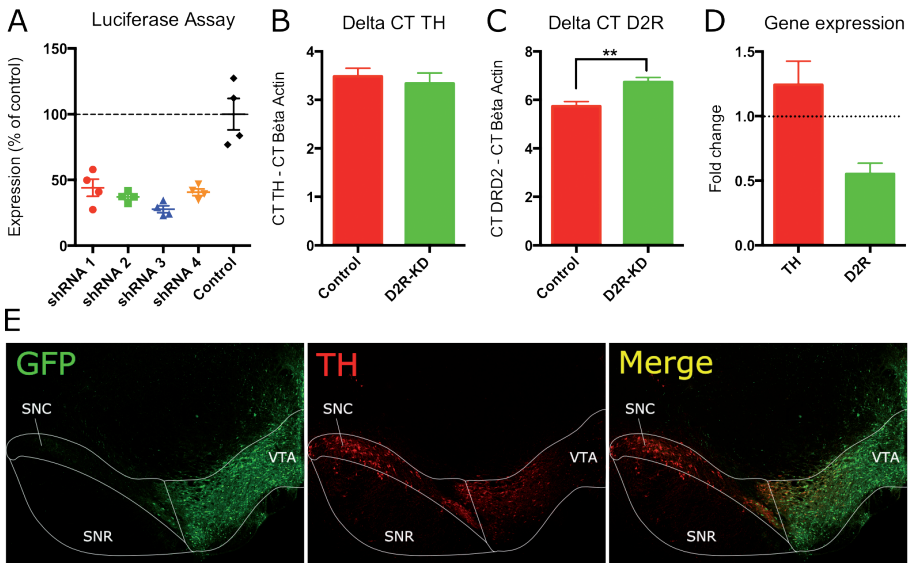 A
Luciferase Assay
Expression (% of control)
150
100
50
0
shRNA 1
shRNA 2
shRNA 3
shRNA 4
Control
B
Delta CT TH
CT TH - CT Bèta Actin
4
3
2
1
0
Control
D2R-KD
C
Delta CT D2R
CT DRD2 - CT Bèta Actin
8
6
4
2
0
**
Control
D2R-KD
D
Gene expression
Fold change
1.5
1.0
0.5
0.0
TH
D2R
E
GFP
SNC
VTA
SNR
TH
SNC
VTA
SNR
Merge
SNC
VTA
SNR